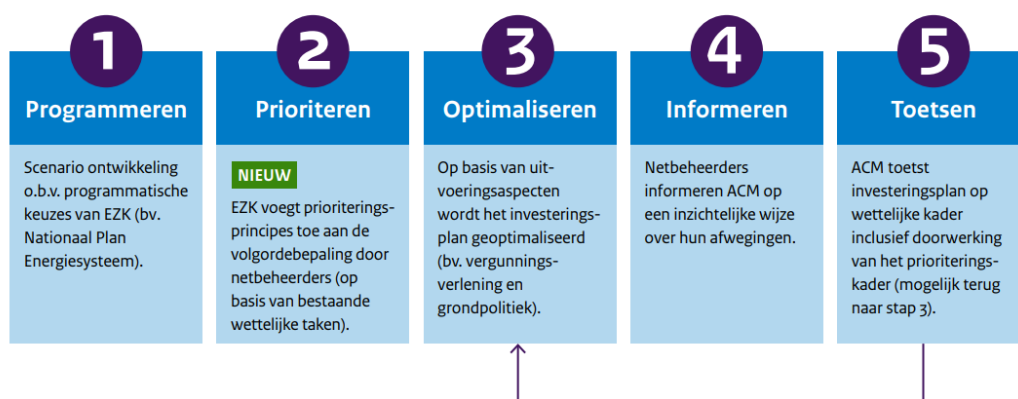 1
Programmeren
Scenario ontwikkeling
o.b.v. programmatische
keuzes van EZK (bv.
Nationaal Plan
Energiesysteem).
2
Prioriteren
NIEUW
EZK voegt prioriterings-
principes toe aan de
volgordebepaling door
netbeheerders (op
basis van bestaande
wettelijke taken).
3
Optimaliseren
Op basis van uit-
voeringsaspecten
wordt het investerings-
plan geoptimaliseerd
(bv. vergunnings-
verlening en
grondpolitiek).
4
Informeren
Netbeheerders
informeren ACM op
een inzichtelijke wijze
over hun afwegingen.
5
Toetsen
ACM toetst
investeringsplan op
wettelijke kader
inclusief doorwerking
van het prioriterings-
kader (mogelijk terug
naar stap 3).